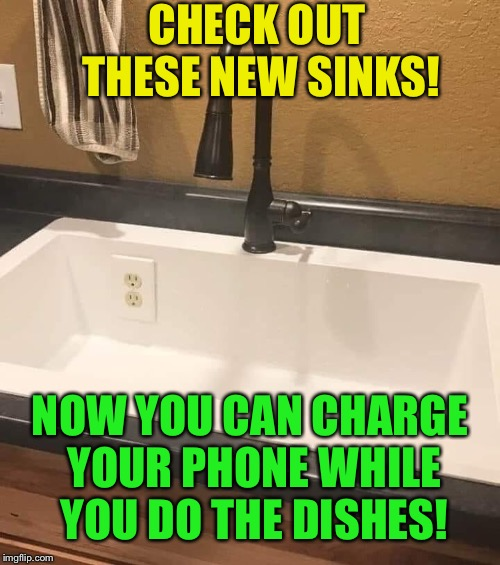 CHECK OUT
THESE NEW SINKS!
NOW YOU CAN CHARGE
YOUR PHONE WHILE
YOU DO THE DISHES!
imgflip.com